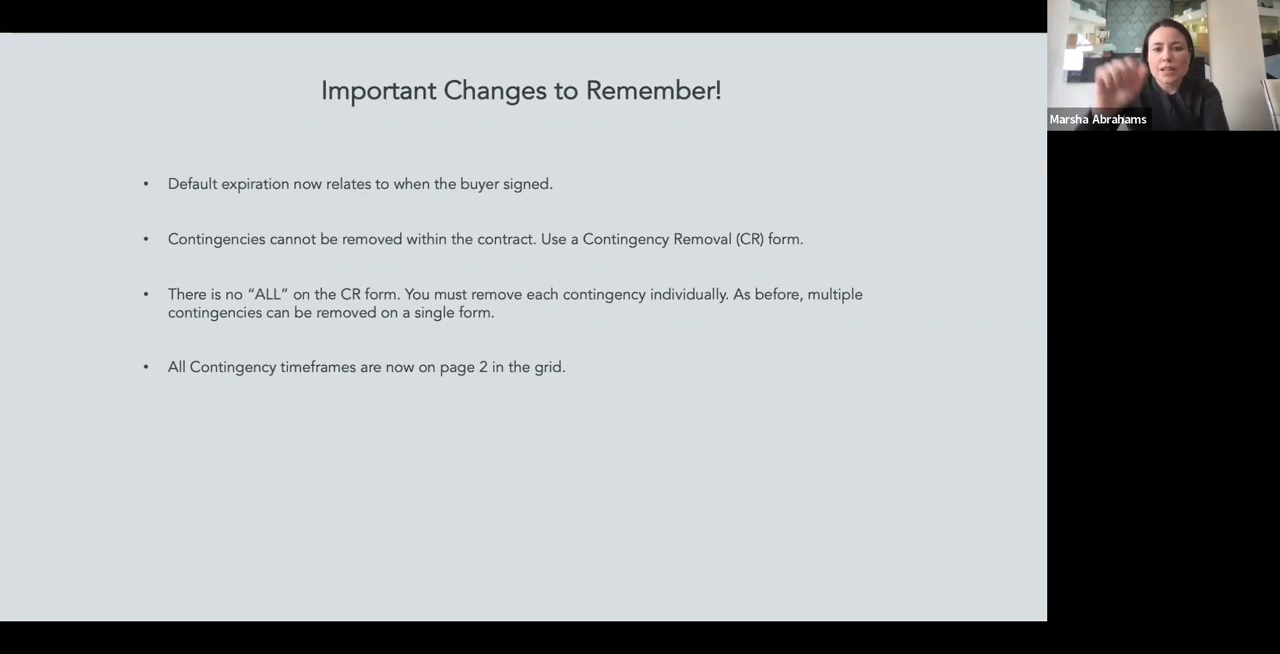 Important Changes to Remember!
• Default expiration now relates to when the buyer signed.
• Contingencies cannot be removed within the contract. Use a Contingency Removal (CR) form.
• There is no “ALL” on the CR form. You must remove each contingency individually. As before, multiple
contingencies can be removed on a single form.
• All Contingency timeframes are now on page 2 in the grid.
Marsha Abrahams